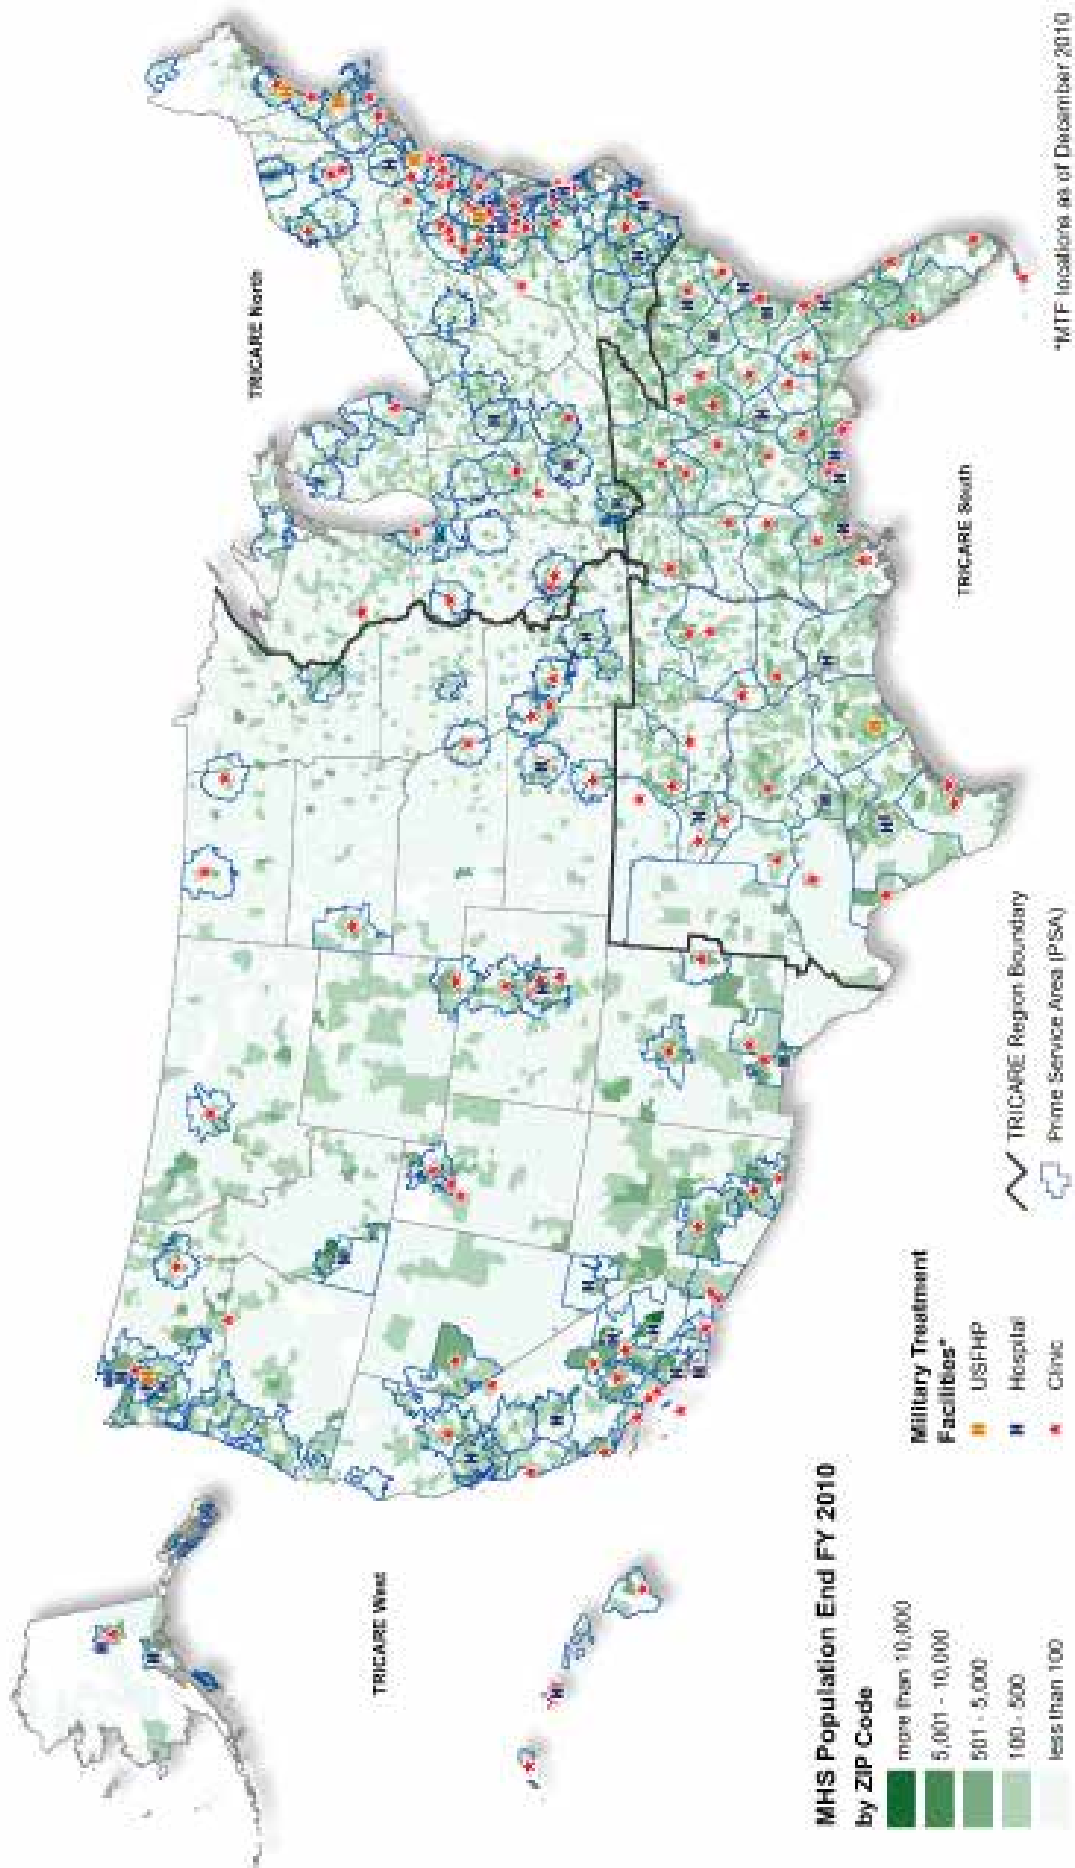 TRICARE North
TRICARE West
TRICARE South
MHS Population End FY 2010
by ZIP Code
more than 10,000
5,001 - 10,000
501 - 5,000
100 - 500
less than 100
Military Treatment
Facilities*
H USFHP
H Hospital
Clinic
TRICARE Region Boundary
Prime Service Area (PSA)
*MTF locations as of December 2010